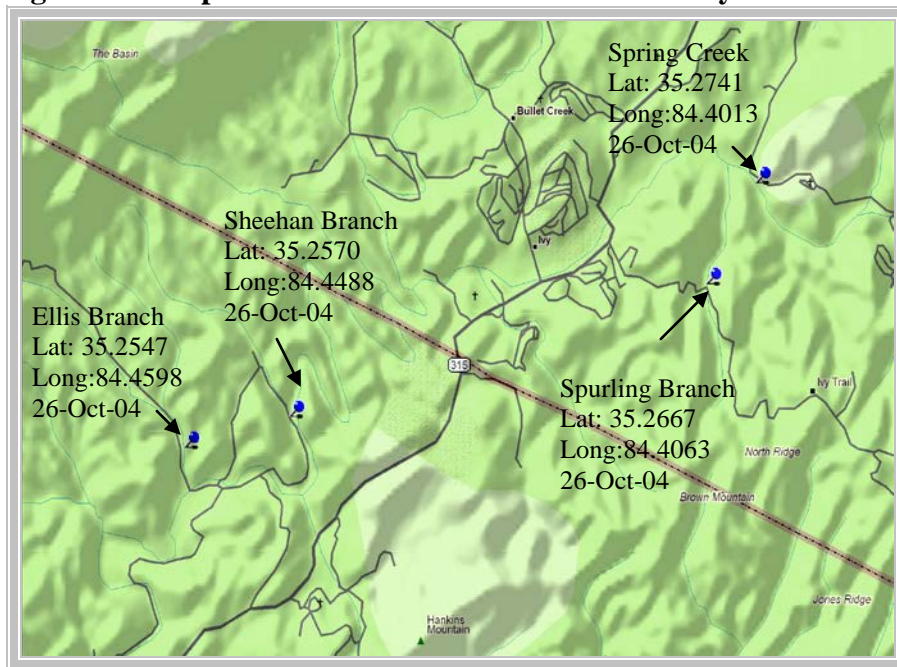 The Basin
Spring Creek
Lat: 35.2741
Long:84.4013
26-Oct-04
Bullet Creek
Sheehan Branch
Lat: 35.2570
Long:84.4488
26-Oct-04
Ivy
Ellis Branch
Lat: 35.2547
Long:84.4598
26-Oct-04
315
Spurling Branch
Lat: 35.2667
Long:84.4063
26-Oct-04
Ivy Trail
North Ridge
Brown Mountain
Jones Ridge
Hankins
Mountain